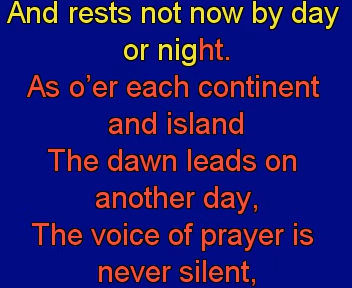 And rests not now by day
or night.
As o’er each continent
and island
The dawn leads on
another day,
The voice of prayer is
never silent,